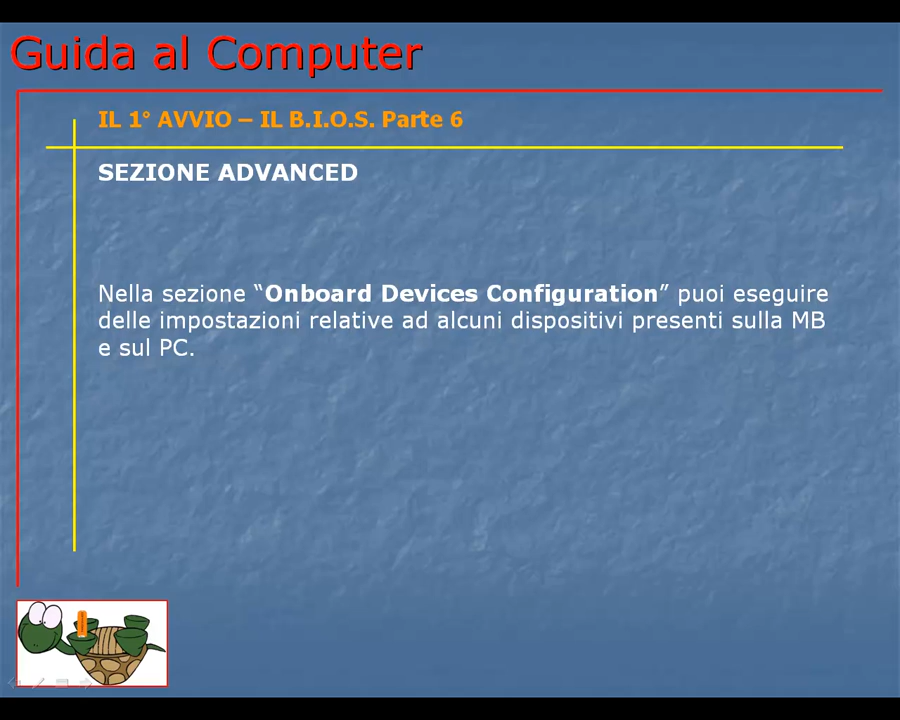 Guida al Computer
IL 1° AVVIO – IL B.I.O.S. Parte 6
SEZIONE ADVANCED
Nella sezione “Onboard Devices Configuration” puoi eseguire
delle impostazioni relative ad alcuni dispositivi presenti sulla MB
e sul PC.